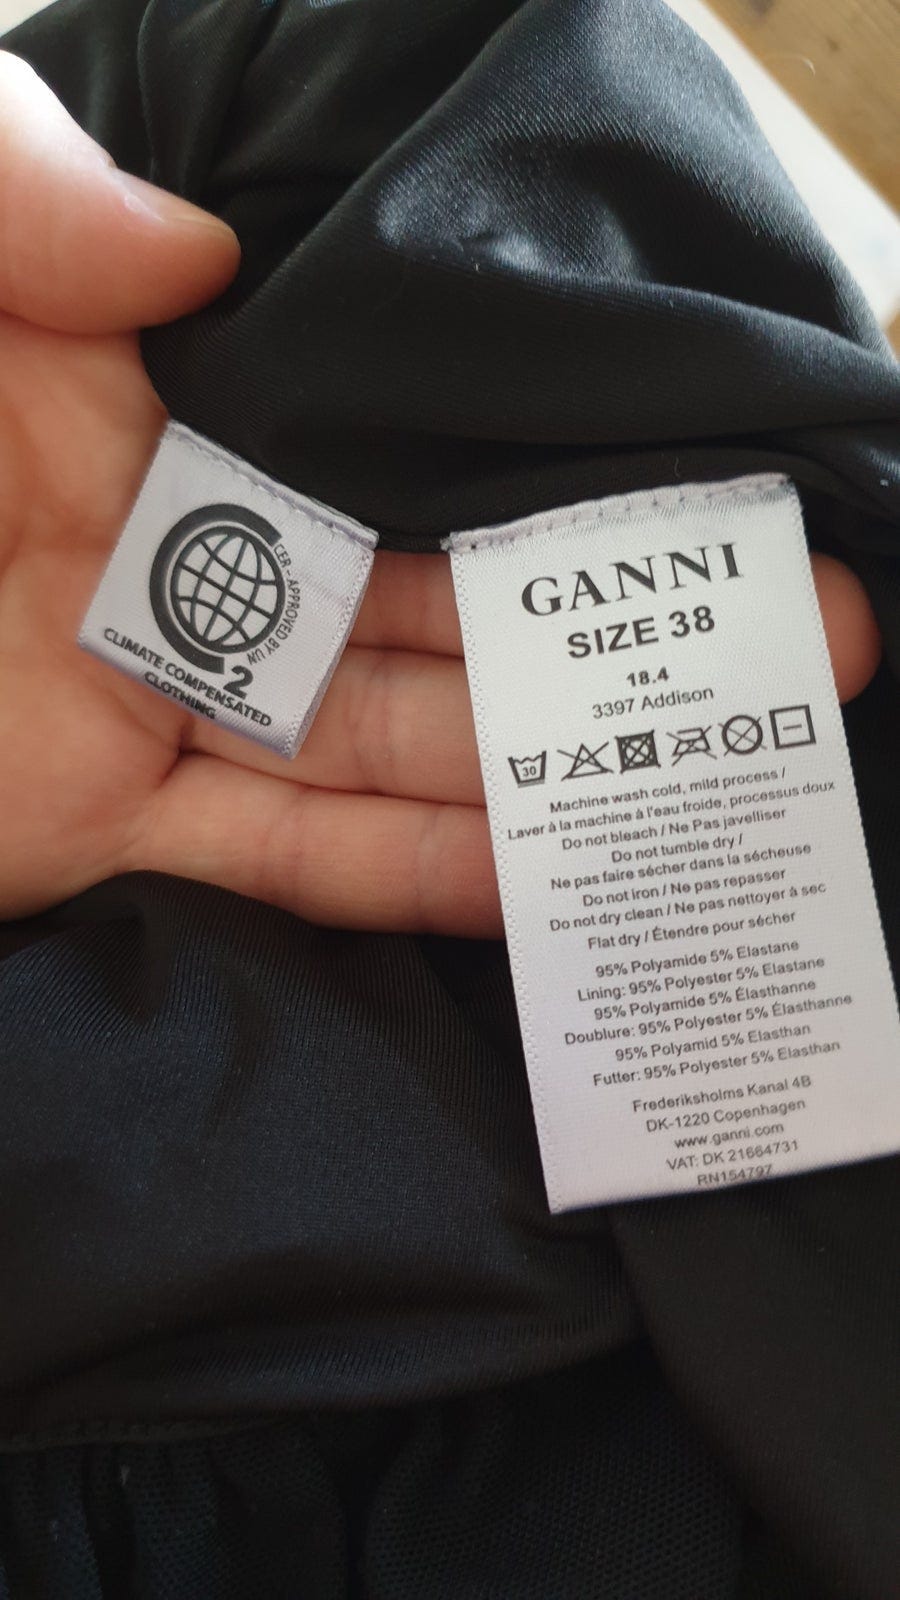 CER - APPROVED BY UN
2
CLIMATE COMPENSATED
CLOTHING
GANNI
SIZE 38
18.4
3397 Addison
30
Machine wash cold, mild process /
Laver à la machine à l'eau froide, processus doux
Do not bleach / Ne Pas javelliser
Do not tumble dry /
Ne pas faire sécher dans la sécheuse
Do not iron / Ne pas repasser
Do not dry clean / Ne pas nettoyer à sec
Flat dry / Étendre pour sécher
95% Polyamide 5% Elastane
Lining: 95% Polyester 5% Elastane
95% Polyamide 5% Élasthanne
Doublure: 95% Polyester 5% Élasthanne
95% Polyamid 5% Elasthan
Futter: 95% Polyester 5% Elasthan
Frederiksholms Kanal 4B
DK-1220 Copenhagen
www.ganni.com
VAT: DK 21664731
RN154797